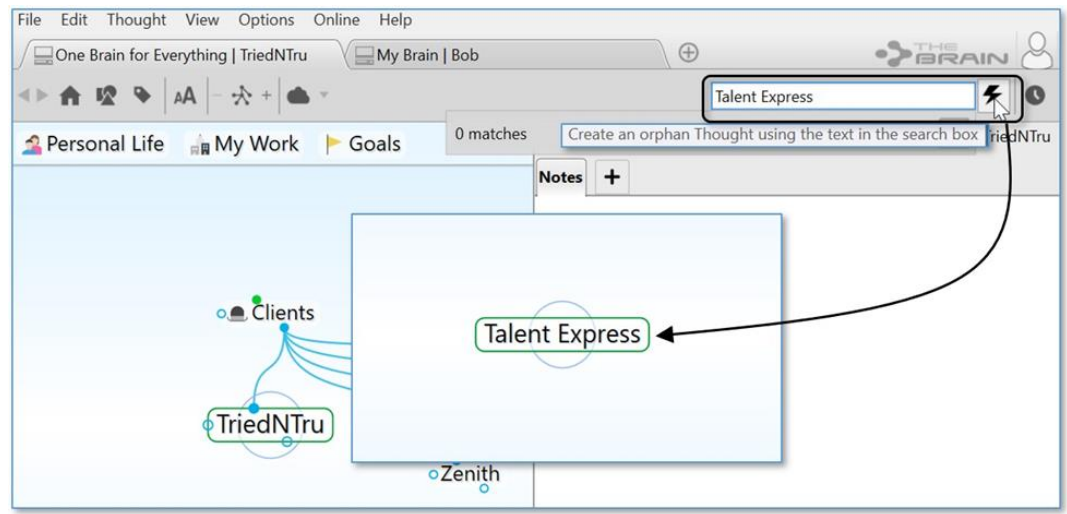 File Edit Thought View Options Online Help
One Brain for Everything | TriedNTru
My Brain | Bob
THE
BRAIN
AA
Talent Express
0 matches
Create an orphan Thought using the text in the search box
riedNTru
Personal Life
My Work
Goals
Notes
Clients
Talent Express
TriedNTru
Zenith